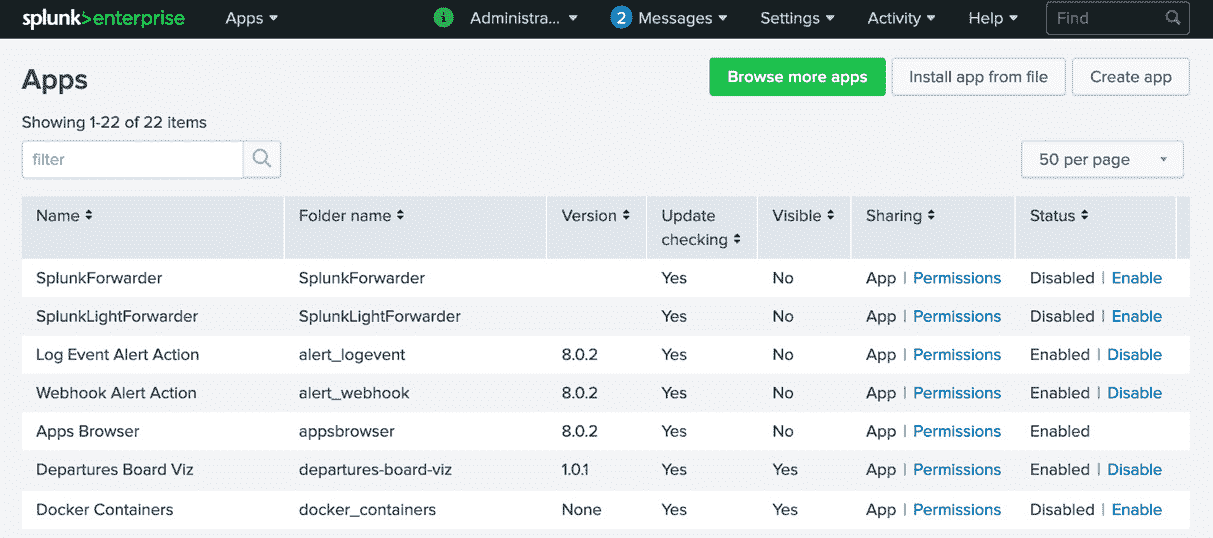 splunk>enterprise Apps i Administra... 2 Messages Settings Activity Help Find
Apps Browse more apps Install app from file Create app
Showing 1-22 of 22 items
filter 50 per page
Name Folder name Version Update checking Visible Sharing Status
SplunkForwarder SplunkForwarder Yes No App | Permissions Disabled | Enable
SplunkLightForwarder SplunkLightForwarder Yes No App | Permissions Disabled | Enable
Log Event Alert Action alert_logevent 8.0.2 Yes No App | Permissions Enabled | Disable
Webhook Alert Action alert_webhook 8.0.2 Yes No App | Permissions Enabled | Disable
Apps Browser appsbrowser 8.0.2 Yes No App | Permissions Enabled
Departures Board Viz departures-board-viz 1.0.1 Yes Yes App | Permissions Enabled | Disable
Docker Containers docker_containers None Yes Yes App | Permissions Disabled | Enable